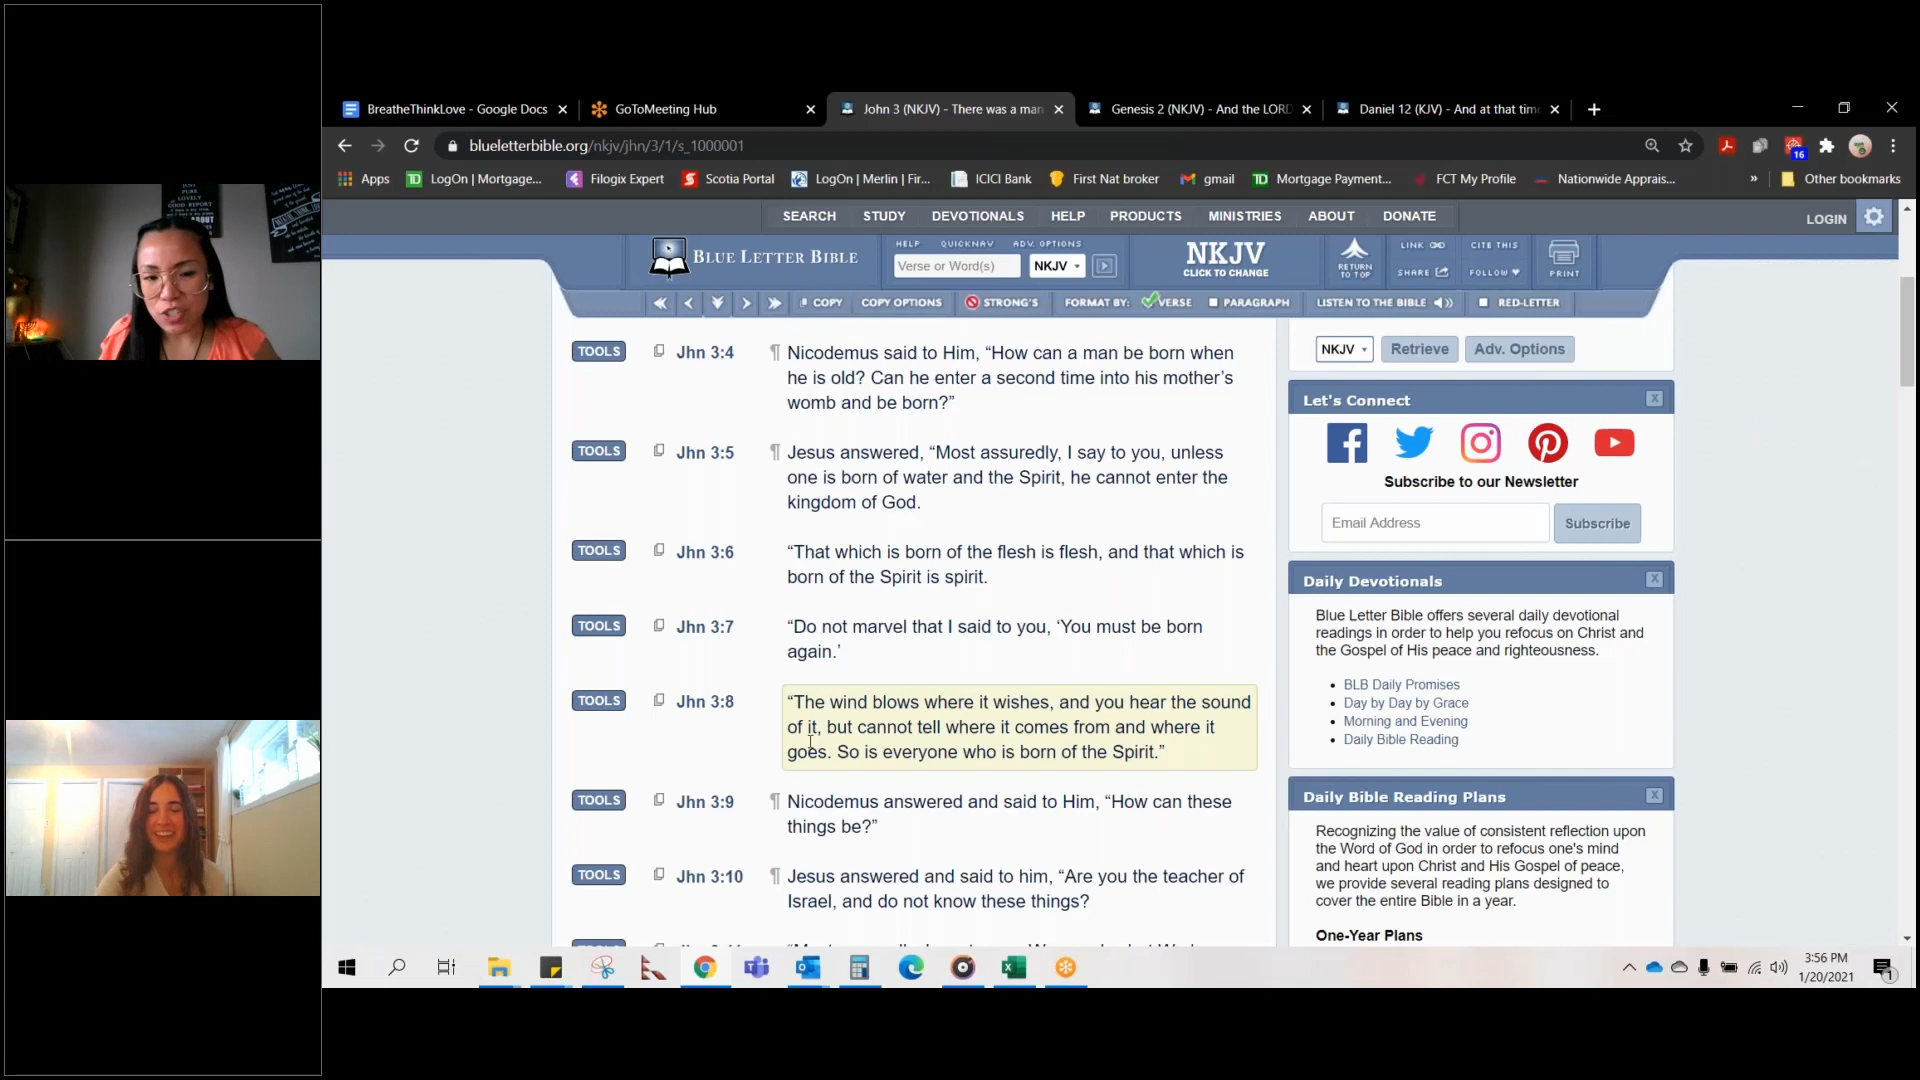 JUST
PURE
LOVELY
GOOD REPORT
ABOUT
BreatheThinkLove - Google Docs
GoToMeeting Hub
John 3 (NKJV) - There was a man
Genesis 2 (NKJV) - And the LORD
Daniel 12 (KJV) - And at that time
blueletterbible.org/nkjv/jhn/3/1/s_1000001
16
Apps
LogOn | Mortgage...
Filogix Expert
Scotia Portal
LogOn | Merlin | Fir...
ICICI Bank
First Nat broker
gmail
Mortgage Payment...
FCT My Profile
Nationwide Apprais...
»
Other bookmarks
SEARCH STUDY DEVOTIONALS HELP PRODUCTS MINISTRIES ABOUT DONATE
LOGIN
BLUE LETTER BIBLE
HELP QUICKNAV ADV. OPTIONS
Verse or Word(s)
NKJV
NKJV
CLICK TO CHANGE
RETURN
TO TOP
LINK
CITE THIS
SHARE
FOLLOW
PRINT
COPY
COPY OPTIONS
STRONG'S
FORMAT BY:
VERSE
PARAGRAPH
LISTEN TO THE BIBLE
RED-LETTER
TOOLS Jhn 3:4 ¶ Nicodemus said to Him, “How can a man be born when
he is old? Can he enter a second time into his mother’s
womb and be born?”
TOOLS Jhn 3:5 ¶ Jesus answered, “Most assuredly, I say to you, unless
one is born of water and the Spirit, he cannot enter the
kingdom of God.
TOOLS Jhn 3:6 “That which is born of the flesh is flesh, and that which is
born of the Spirit is spirit.
TOOLS Jhn 3:7 “Do not marvel that I said to you, ‘You must be born
again.’
TOOLS Jhn 3:8 “The wind blows where it wishes, and you hear the sound
of it, but cannot tell where it comes from and where it
goes. So is everyone who is born of the Spirit.”
TOOLS Jhn 3:9 ¶ Nicodemus answered and said to Him, “How can these
things be?”
TOOLS Jhn 3:10 ¶ Jesus answered and said to him, “Are you the teacher of
Israel, and do not know these things?
NKJV
Retrieve
Adv. Options
Let's Connect
X
Subscribe to our Newsletter
Email Address
Subscribe
Daily Devotionals
X
Blue Letter Bible offers several daily devotional
readings in order to help you refocus on Christ and
the Gospel of His peace and righteousness.
• BLB Daily Promises
• Day by Day by Grace
• Morning and Evening
• Daily Bible Reading
Daily Bible Reading Plans
X
Recognizing the value of consistent reflection upon
the Word of God in order to refocus one's mind
and heart upon Christ and His Gospel of peace,
we provide several reading plans designed to
cover the entire Bible in a year.
One-Year Plans
3:56 PM
1/20/2021
1